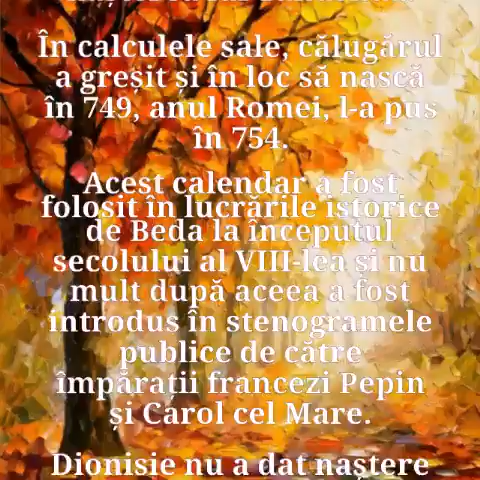 În calculele sale, călugărul
a greșit și în loc să nască
în 749, anul Romei, l-a pus
în 754.
Acest calendar a fost
folosit în lucrările istorice
de Beda la începutul
secolului al VIII-lea și nu
mult după aceea a fost
introdus în stenogramele
publice de către
împărații francezi Pepin
și Carol cel Mare.
Dionisie nu a dat naștere